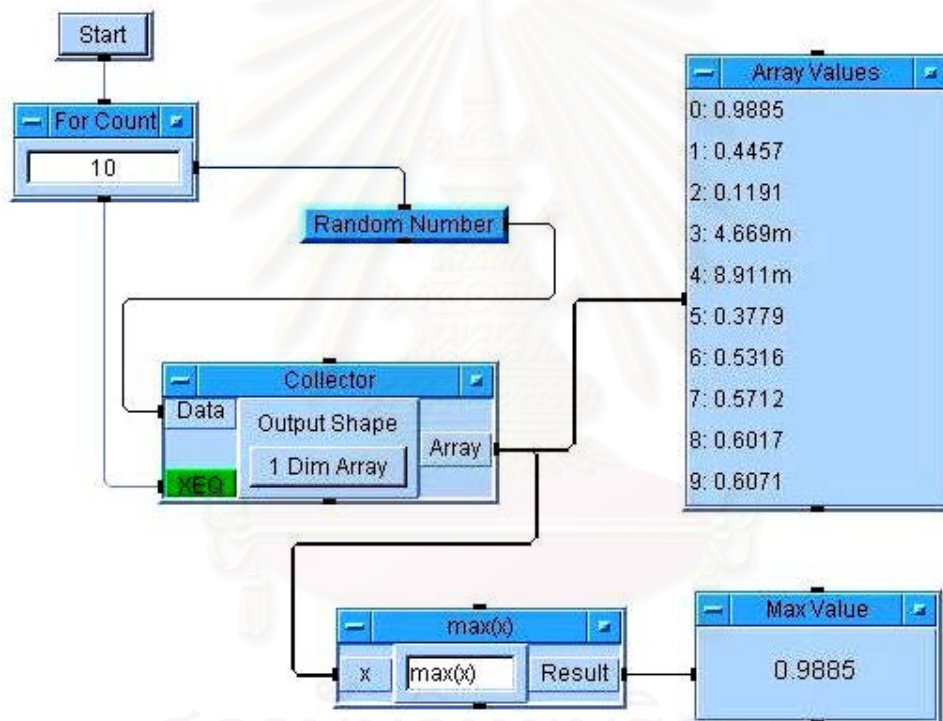 Start
For Count
10
Random Number
Collector
Data
Output Shape
1 Dim Array
Array
XEQ
Array Values
0: 0.9885
1: 0.4457
2: 0.1191
3: 4.669m
4: 8.911m
5: 0.3779
6: 0.5316
7: 0.5712
8: 0.6017
9: 0.6071
max(x)
x
max(x)
Result
Max Value
0.9885